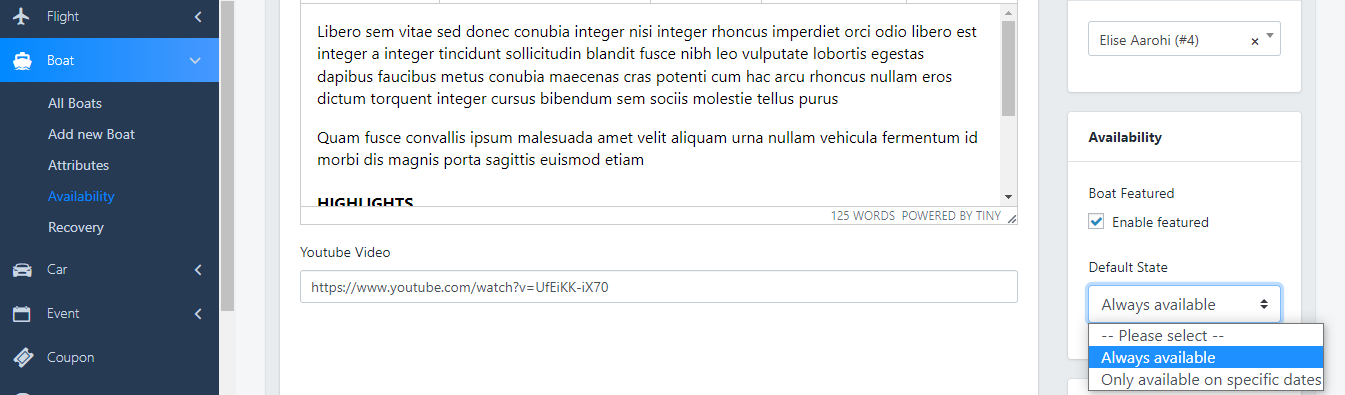 Flight
Boat
All Boats
Add new Boat
Attributes
Availability
Recovery
Car
Event
Coupon
Libero sem vitae sed donec conubia integer nisi integer rhoncus imperdiet orci odio libero est
integer a integer tincidunt sollicitudin blandit fusce nibh leo vulputate lobortis egestas
dapibus faucibus metus conubia maecenas cras potenti cum hac arcu rhoncus nullam eros
dictum torquent integer cursus bibendum sem sociis molestie tellus purus
Quam fusce convallis ipsum malesuada amet velit aliquam urna nullam vehicula fermentum id
morbi dis magnis porta sagittis euismod etiam
HIGHLIGHTS
125 WORDS POWERED BY TINY
Youtube Video
https://www.youtube.com/watch?v=UfEiKK-iX70
Elise Aarohi (#4) ×
Availability
Boat Featured
Enable featured
Default State
Always available
-- Please select --
Always available
Only available on specific dates